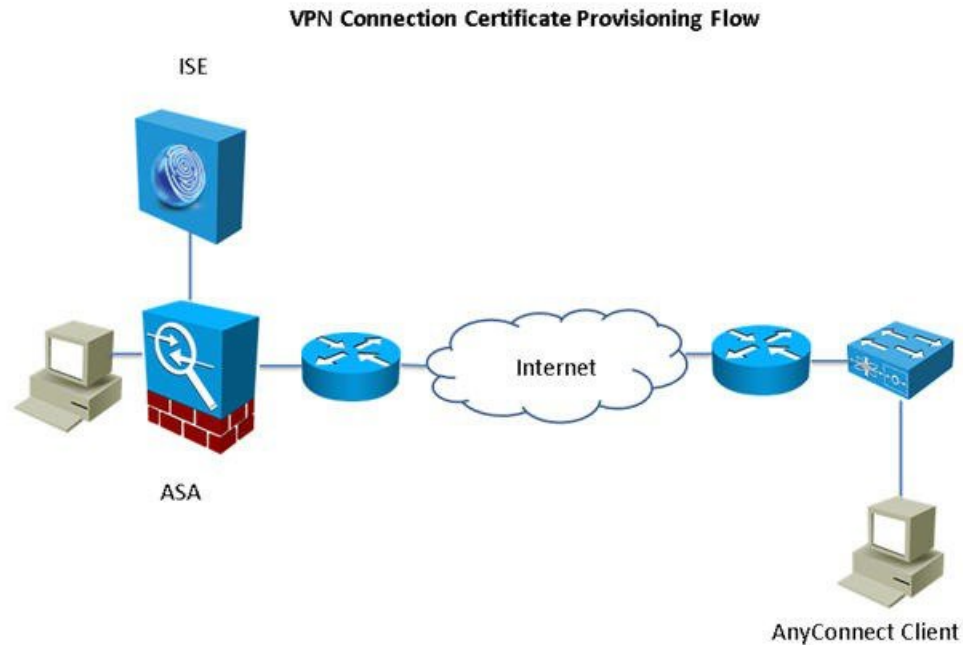 VPN Connection Certificate Provisioning Flow
ISE
Internet
ASA
AnyConnect Client